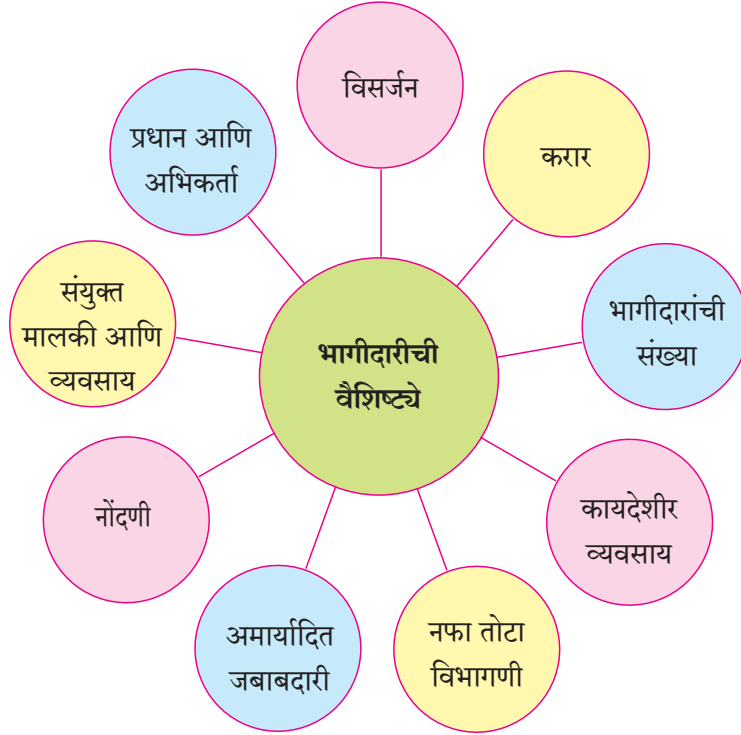 विसर्जन
करार
भागीदारांची
संख्या
कायदेशीर
व्यवसाय
नफा तोटा
विभागणी
अमार्यादित
जबाबदारी
नोंदणी
संयुक्त
मालकी आणि
व्यवसाय
प्रधान आणि
अभिकर्ता
भागीदारीची
वैशिष्ट्ये